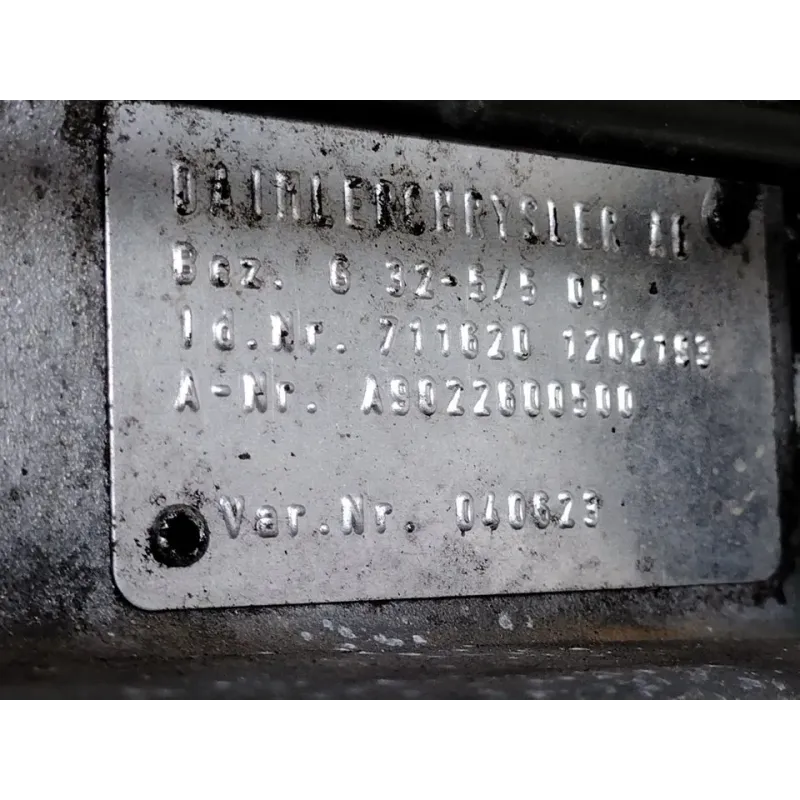 DAIMLERCHRYSLER AG
Bez. G 32-5/5 05
Id.Nr. 711620 1202193
A-Nr. A9022600500
Var.Nr. 040623